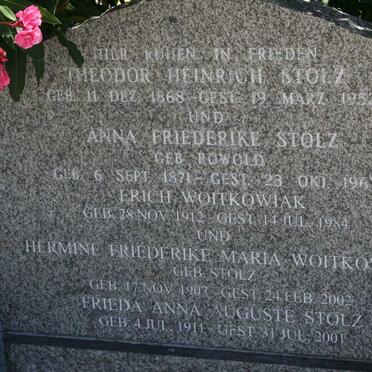 HIER RUHEN IN FRIEDEN
THEODOR HEINRICH STOLZ
GEB. 11. DEZ. 1868 - GEST. 19. MÄRZ 195
UND
ANNA FRIEDERIKE STOLZ
GEB. ROWOLD
GEB. 6. SEPT. 1871 - GEST. 23. OKT. 196
ERICH WOITKOWIAK
GEB. 28 NOV. 1912 - GEST. 14 JUL. 1984
UND
HERMINE FRIEDERIKE MARIA WOITKO
GEB. STOLZ
GEB. 17 NOV. 1907 - GEST. 24 FEB. 2002
FRIEDA ANNA AUGUSTE STOLZ
GEB. 4 JUL. 1911 - GEST. 31 JUL. 2001